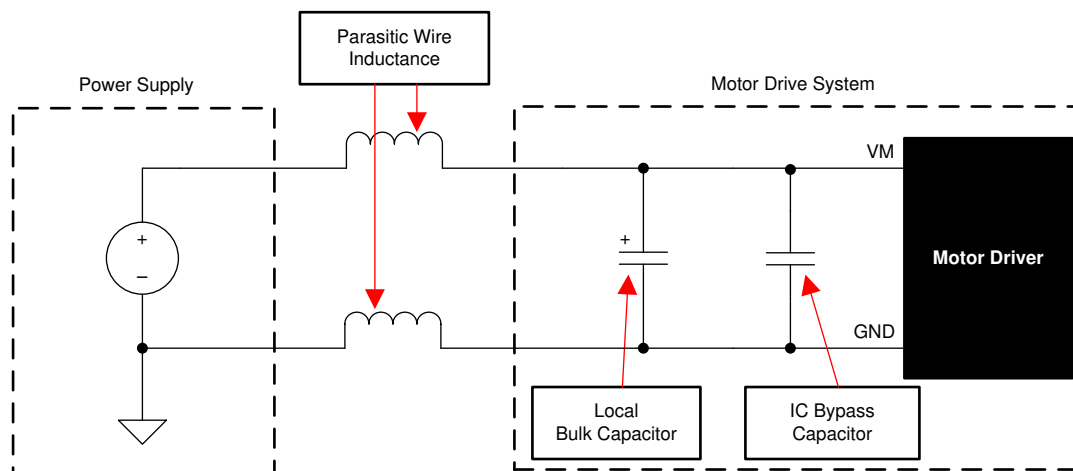 Parasitic Wire
Inductance
Power Supply
Motor Drive System
VM
+
–
+
Motor Driver
GND
Local
Bulk Capacitor
IC Bypass
Capacitor